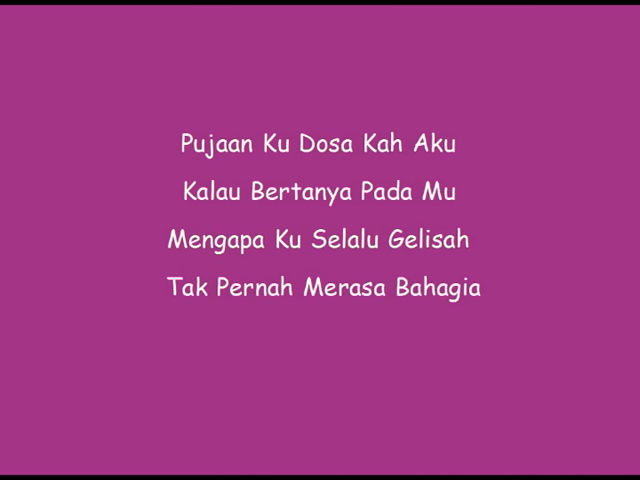 Pujaan Ku Dosa Kah Aku
Kalau Bertanya Pada Mu
Mengapa Ku Selalu Gelisah
Tak Pernah Merasa Bahagia